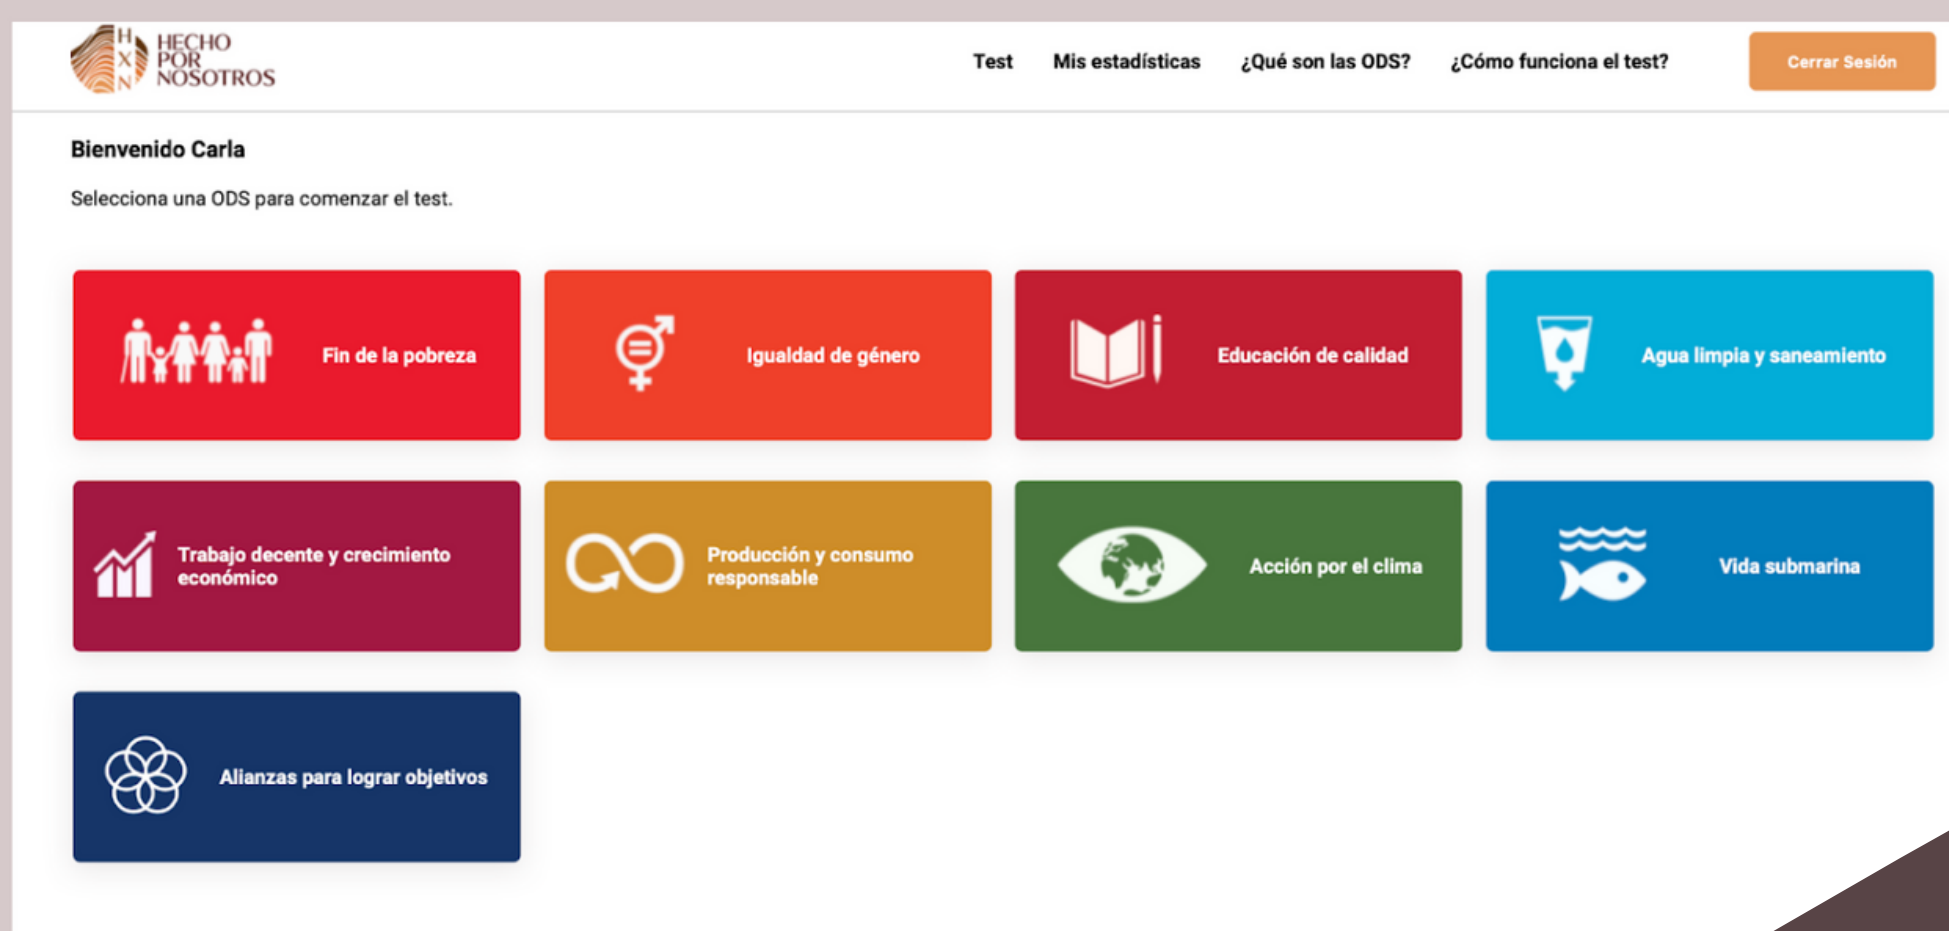 H
X
N
HECHO
POR
NOSOTROS
Test
Mis estadísticas
¿Qué son las ODS?
¿Cómo funciona el test?
Cerrar Sesión
Bienvenido Carla
Selecciona una ODS para comenzar el test.
Fin de la pobreza
Igualdad de género
Educación de calidad
Agua limpia y saneamiento
Trabajo decente y crecimiento
económico
Producción y consumo
responsable
Acción por el clima
Vida submarina
Alianzas para lograr objetivos